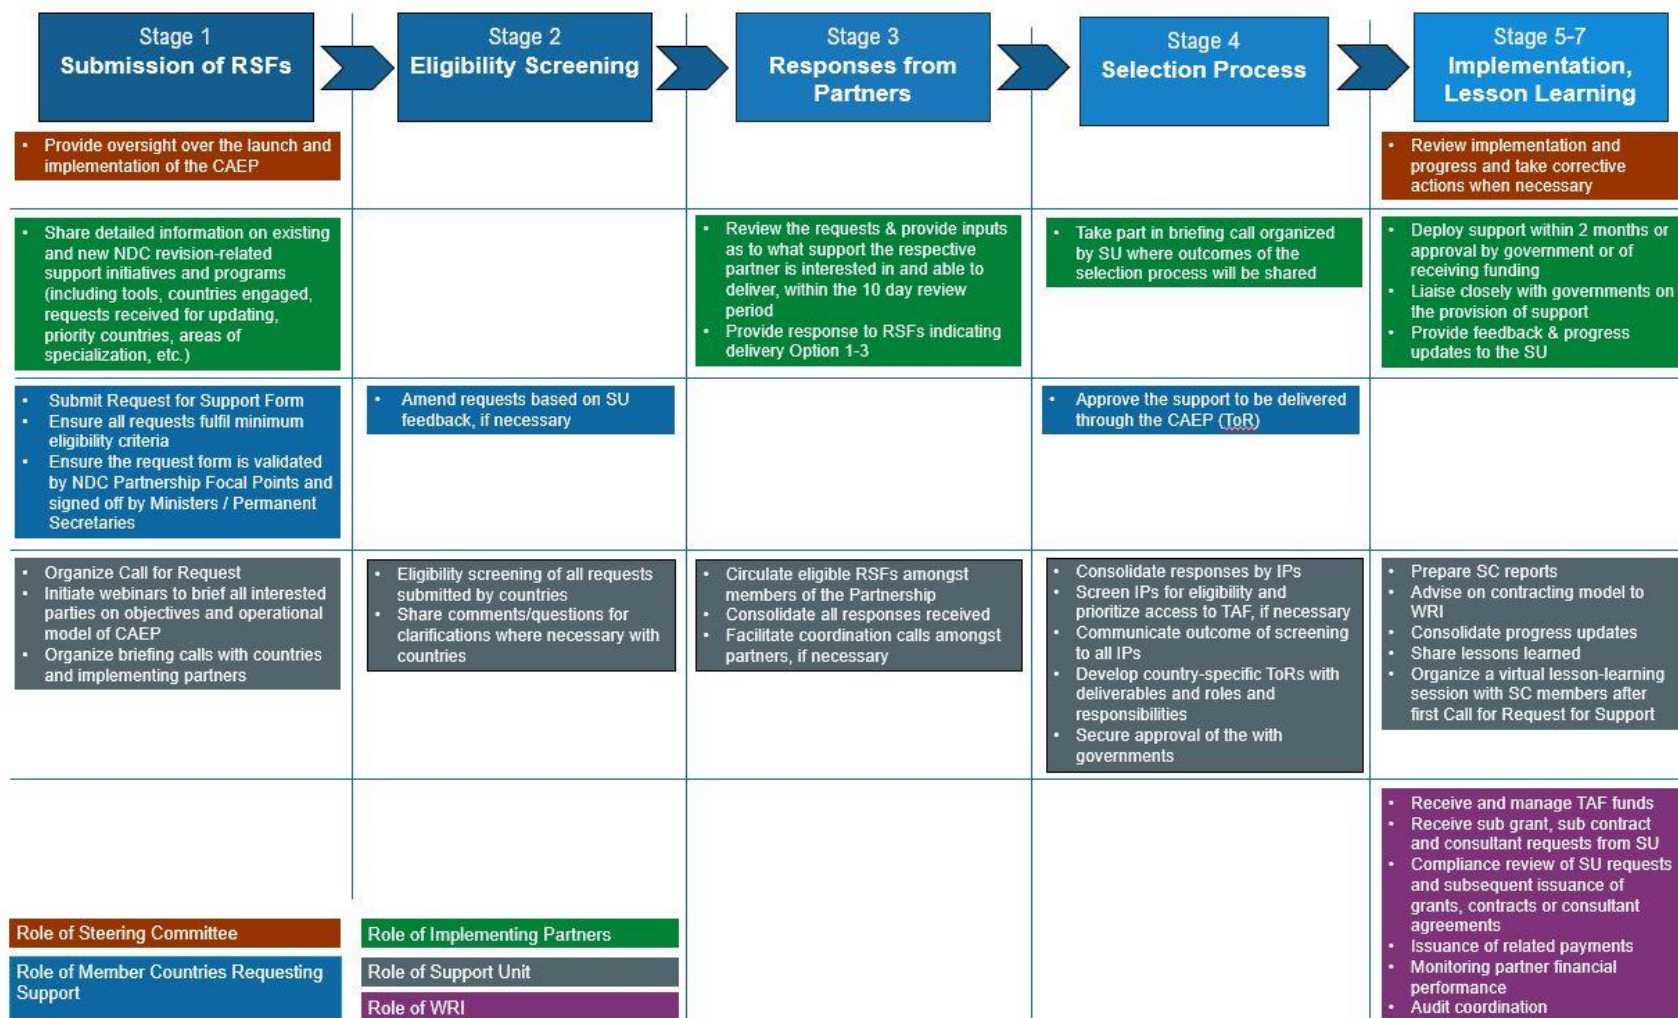 Stage 1
Submission of RSFs
Stage 2
Eligibility Screening
Stage 3
Responses from
Partners
Stage 4
Selection Process
Stage 5-7
Implementation,
Lesson Learning
• Provide oversight over the launch and
implementation of the CAEP
• Review implementation and
progress and take corrective
actions when necessary
• Share detailed information on existing
and new NDC revision-related
support initiatives and programs
(including tools, countries engaged,
requests received for updating,
priority countries, areas of
specialization, etc.)
• Review the requests & provide inputs
as to what support the respective
partner is interested in and able to
deliver, within the 10 day review
period
• Provide response to RSFs indicating
delivery Option 1-3
• Take part in briefing call organized
by SU where outcomes of the
selection process will be shared
• Deploy support within 2 months or
approval by government or of
receiving funding
• Liaise closely with governments on
the provision of support
• Provide feedback & progress
updates to the SU
• Submit Request for Support Form
• Ensure all requests fulfil minimum
eligibility criteria
• Ensure the request form is validated
by NDC Partnership Focal Points and
signed off by Ministers / Permanent
Secretaries
• Amend requests based on SU
feedback, if necessary
• Approve the support to be delivered
through the CAEP (ToR)
• Organize Call for Request
• Initiate webinars to brief all interested
parties on objectives and operational
model of CAEP
• Organize briefing calls with countries
and implementing partners
• Eligibility screening of all requests
submitted by countries
• Share comments/questions for
clarifications where necessary with
countries
• Circulate eligible RSFs amongst
members of the Partnership
• Consolidate all responses received
• Facilitate coordination calls amongst
partners, if necessary
• Consolidate responses by IPs
• Screen IPs for eligibility and
prioritize access to TAF, if necessary
• Communicate outcome of screening
to all IPs
• Develop country-specific ToRs with
deliverables and roles and
responsibilities
• Secure approval of the with
governments
• Prepare SC reports
• Advise on contracting model to
WRI
• Consolidate progress updates
• Share lessons learned
• Organize a virtual lesson-learning
session with SC members after
first Call for Request for Support
• Receive and manage TAF funds
• Receive sub grant, sub contract
and consultant requests from SU
• Compliance review of SU requests
and subsequent issuance of
grants, contracts or consultant
agreements
• Issuance of related payments
• Monitoring partner financial
performance
• Audit coordination
Role of Steering Committee
Role of Implementing Partners
Role of Member Countries Requesting
Support
Role of Support Unit
Role of WRI